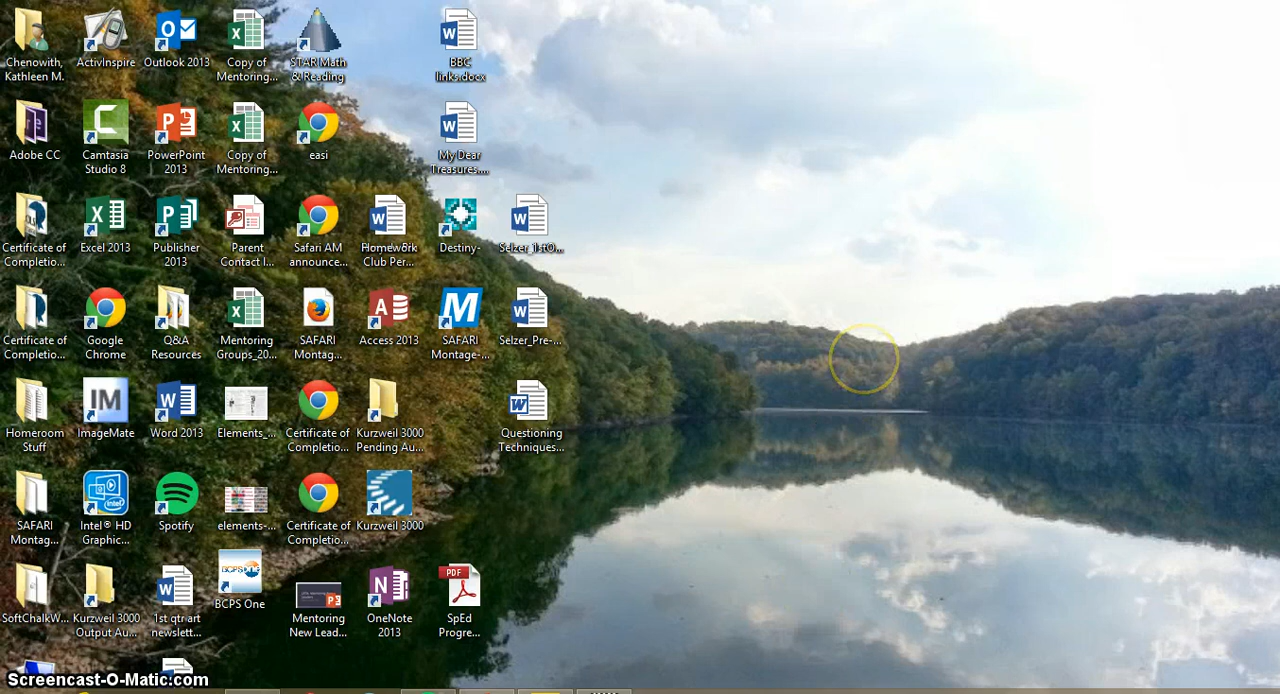 Chenowith,
Kathleen M.
ActivInspire
Outlook 2013
Copy of
Mentoring...
STAR Math
& Reading
BBC
links.docx
Adobe CC
Camtasia
Studio 8
PowerPoint
2013
Copy of
Mentoring...
easi
My Dear
Treasures....
Certificate of
Completio...
Excel 2013
Publisher
2013
Parent
Contact I...
Safari AM
announce...
Homework
Club Per...
Destiny-
Selzer_1stO...
Certificate of
Completio...
Google
Chrome
Q&A
Resources
Mentoring
Groups_20...
SAFARI
Montag...
Access 2013
SAFARI
Montage-...
Selzer_Pre-...
Homeroom
Stuff
IM
ImageMate
Word 2013
Elements_...
Certificate of
Completio...
Kurzweil 3000
Pending Au...
Questioning
Techniques...
SAFARI
Montag...
Intel® HD
Graphic...
Spotify
elements-...
Certificate of
Completio...
Kurzweil 3000
SoftChalkW...
Kurzweil 3000
Output Au...
1st qtr art
newslett...
BCPSOne
BCPS One
Mentoring
New Lead...
OneNote
2013
PDF
SpEd
Progre...
Screencast-O-Matic.com